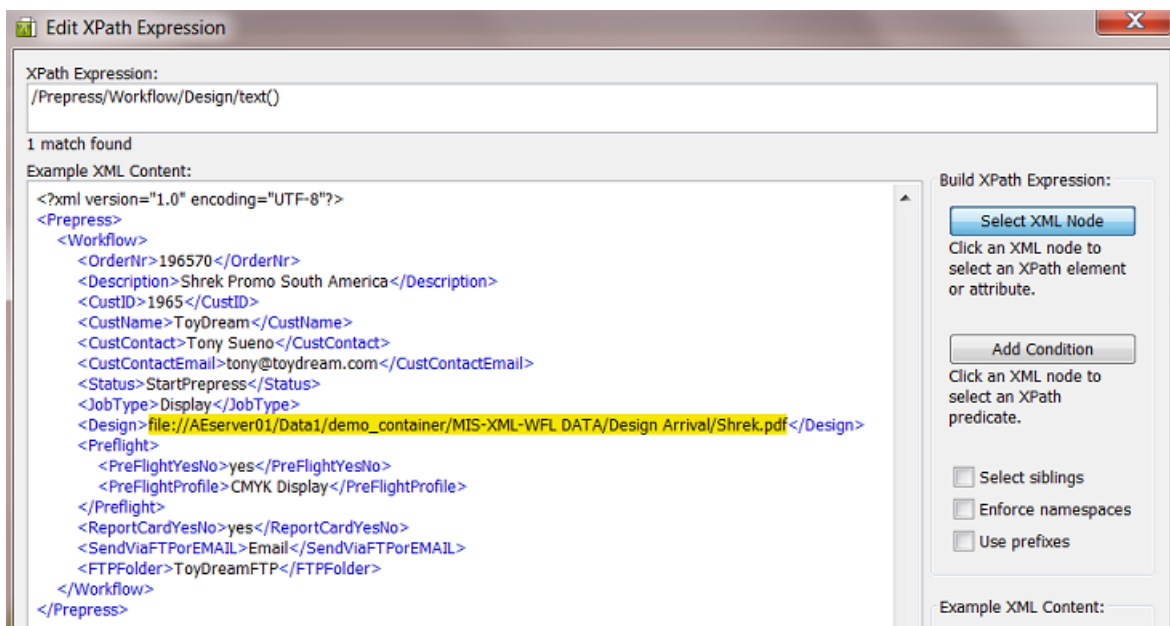 Edit XPath Expression
XPath Expression:
/Prepress/Workflow/Design/text()
1 match found
Example XML Content:
<?xml version="1.0" encoding="UTF-8"?>
<Prepress>
<Workflow>
<OrderNr>196570</OrderNr>
<Description>Shrek Promo South America</Description>
<CustID>1965</CustID>
<CustName>ToyDream</CustName>
<CustContact>Tony Sueno</CustContact>
<CustContactEmail>tony@toydream.com</CustContactEmail>
<Status>StartPrepress</Status>
<JobType>Display</JobType>
<Design>file://AEserver01/Data1/demo_container/MIS-XML-WFL DATA/Design Arrival/Shrek.pdf</Design>
<Preflight>
<PreFlightYesNo>yes</PreFlightYesNo>
<PreFlightProfile>CMYK Display</PreFlightProfile>
</Preflight>
<ReportCardYesNo>yes</ReportCardYesNo>
<SendViaFTPorEMAIL>Email</SendViaFTPorEMAIL>
<FTPFolder>ToyDreamFTP</FTPFolder>
</Workflow>
</Prepress>
Build XPath Expression:
Select XML Node
Click an XML node to
select an XPath element
or attribute.
Add Condition
Click an XML node to
select an XPath
predicate.
Select siblings
Enforce namespaces
Use prefixes
Example XML Content: